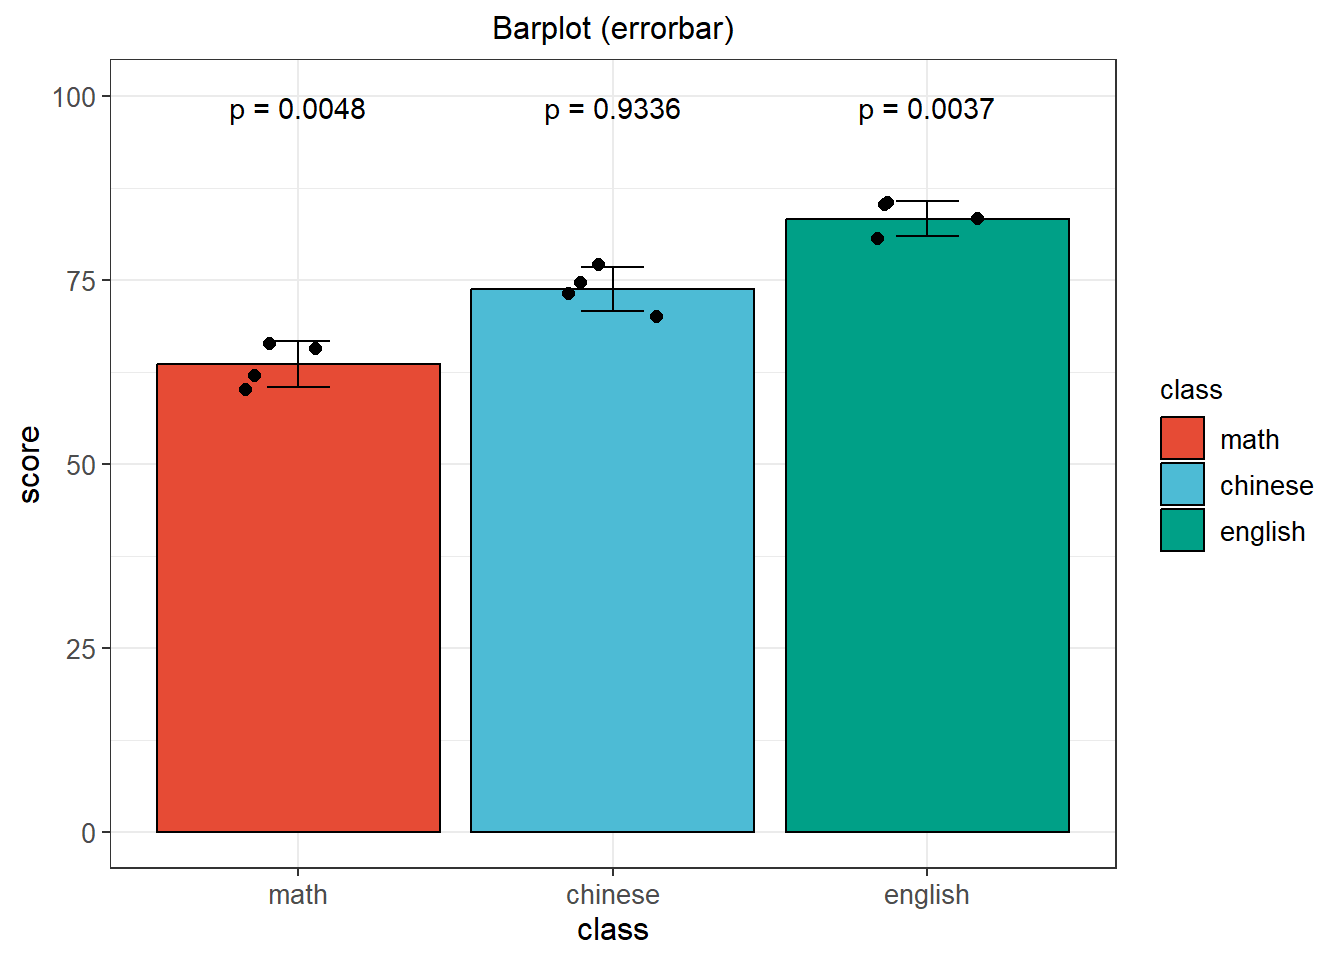 Barplot (errorbar)
100
p = 0.0048
p = 0.9336
p = 0.0037
75
50
25
0
score
math
chinese
english
class
class
math
chinese
english